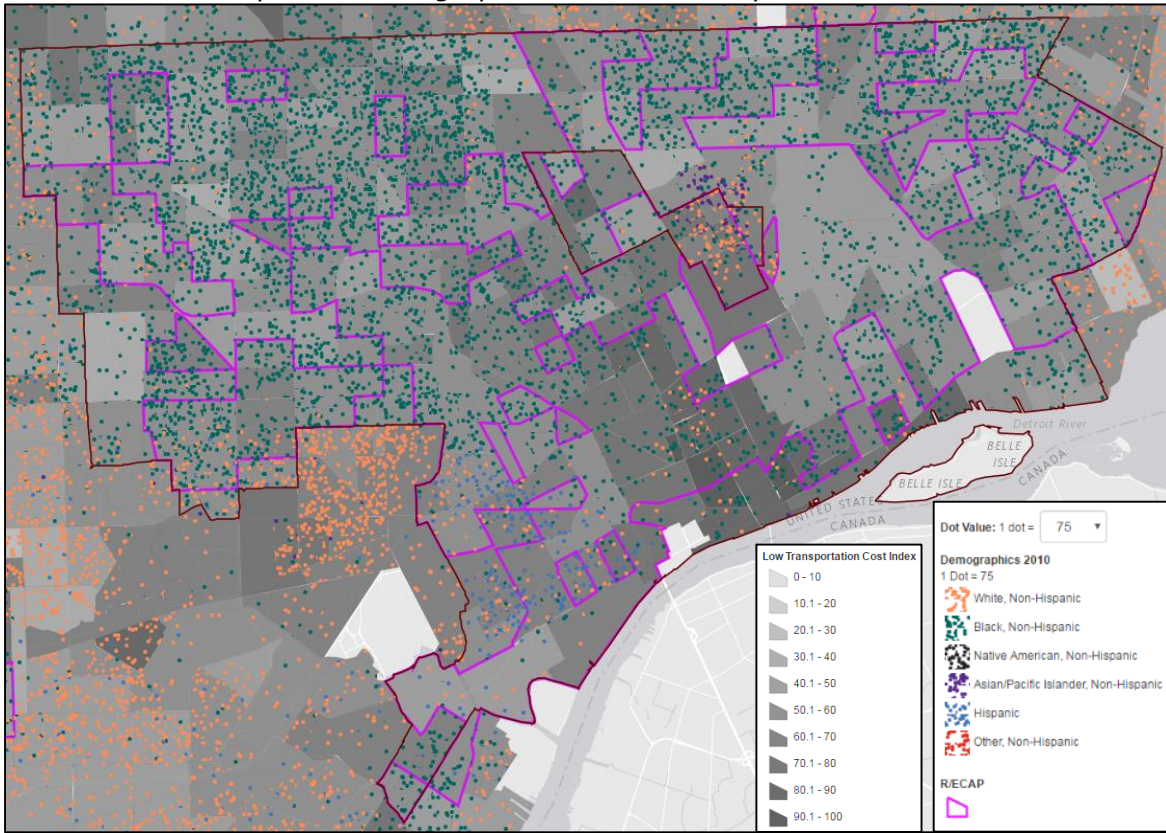 Detroit River
BELLE
ISLE
BELLE ISLE
CANADA
UNITED STATES
CANADA
Low Transportation Cost Index
0 - 10
10.1 - 20
20.1 - 30
30.1 - 40
40.1 - 50
50.1 - 60
60.1 - 70
70.1 - 80
80.1 - 90
90.1 - 100
Dot Value: 1 dot = 75
Demographics 2010
1 Dot = 75
White, Non-Hispanic
Black, Non-Hispanic
Native American, Non-Hispanic
Asian/Pacific Islander, Non-Hispanic
Hispanic
Other, Non-Hispanic
R/ECAP